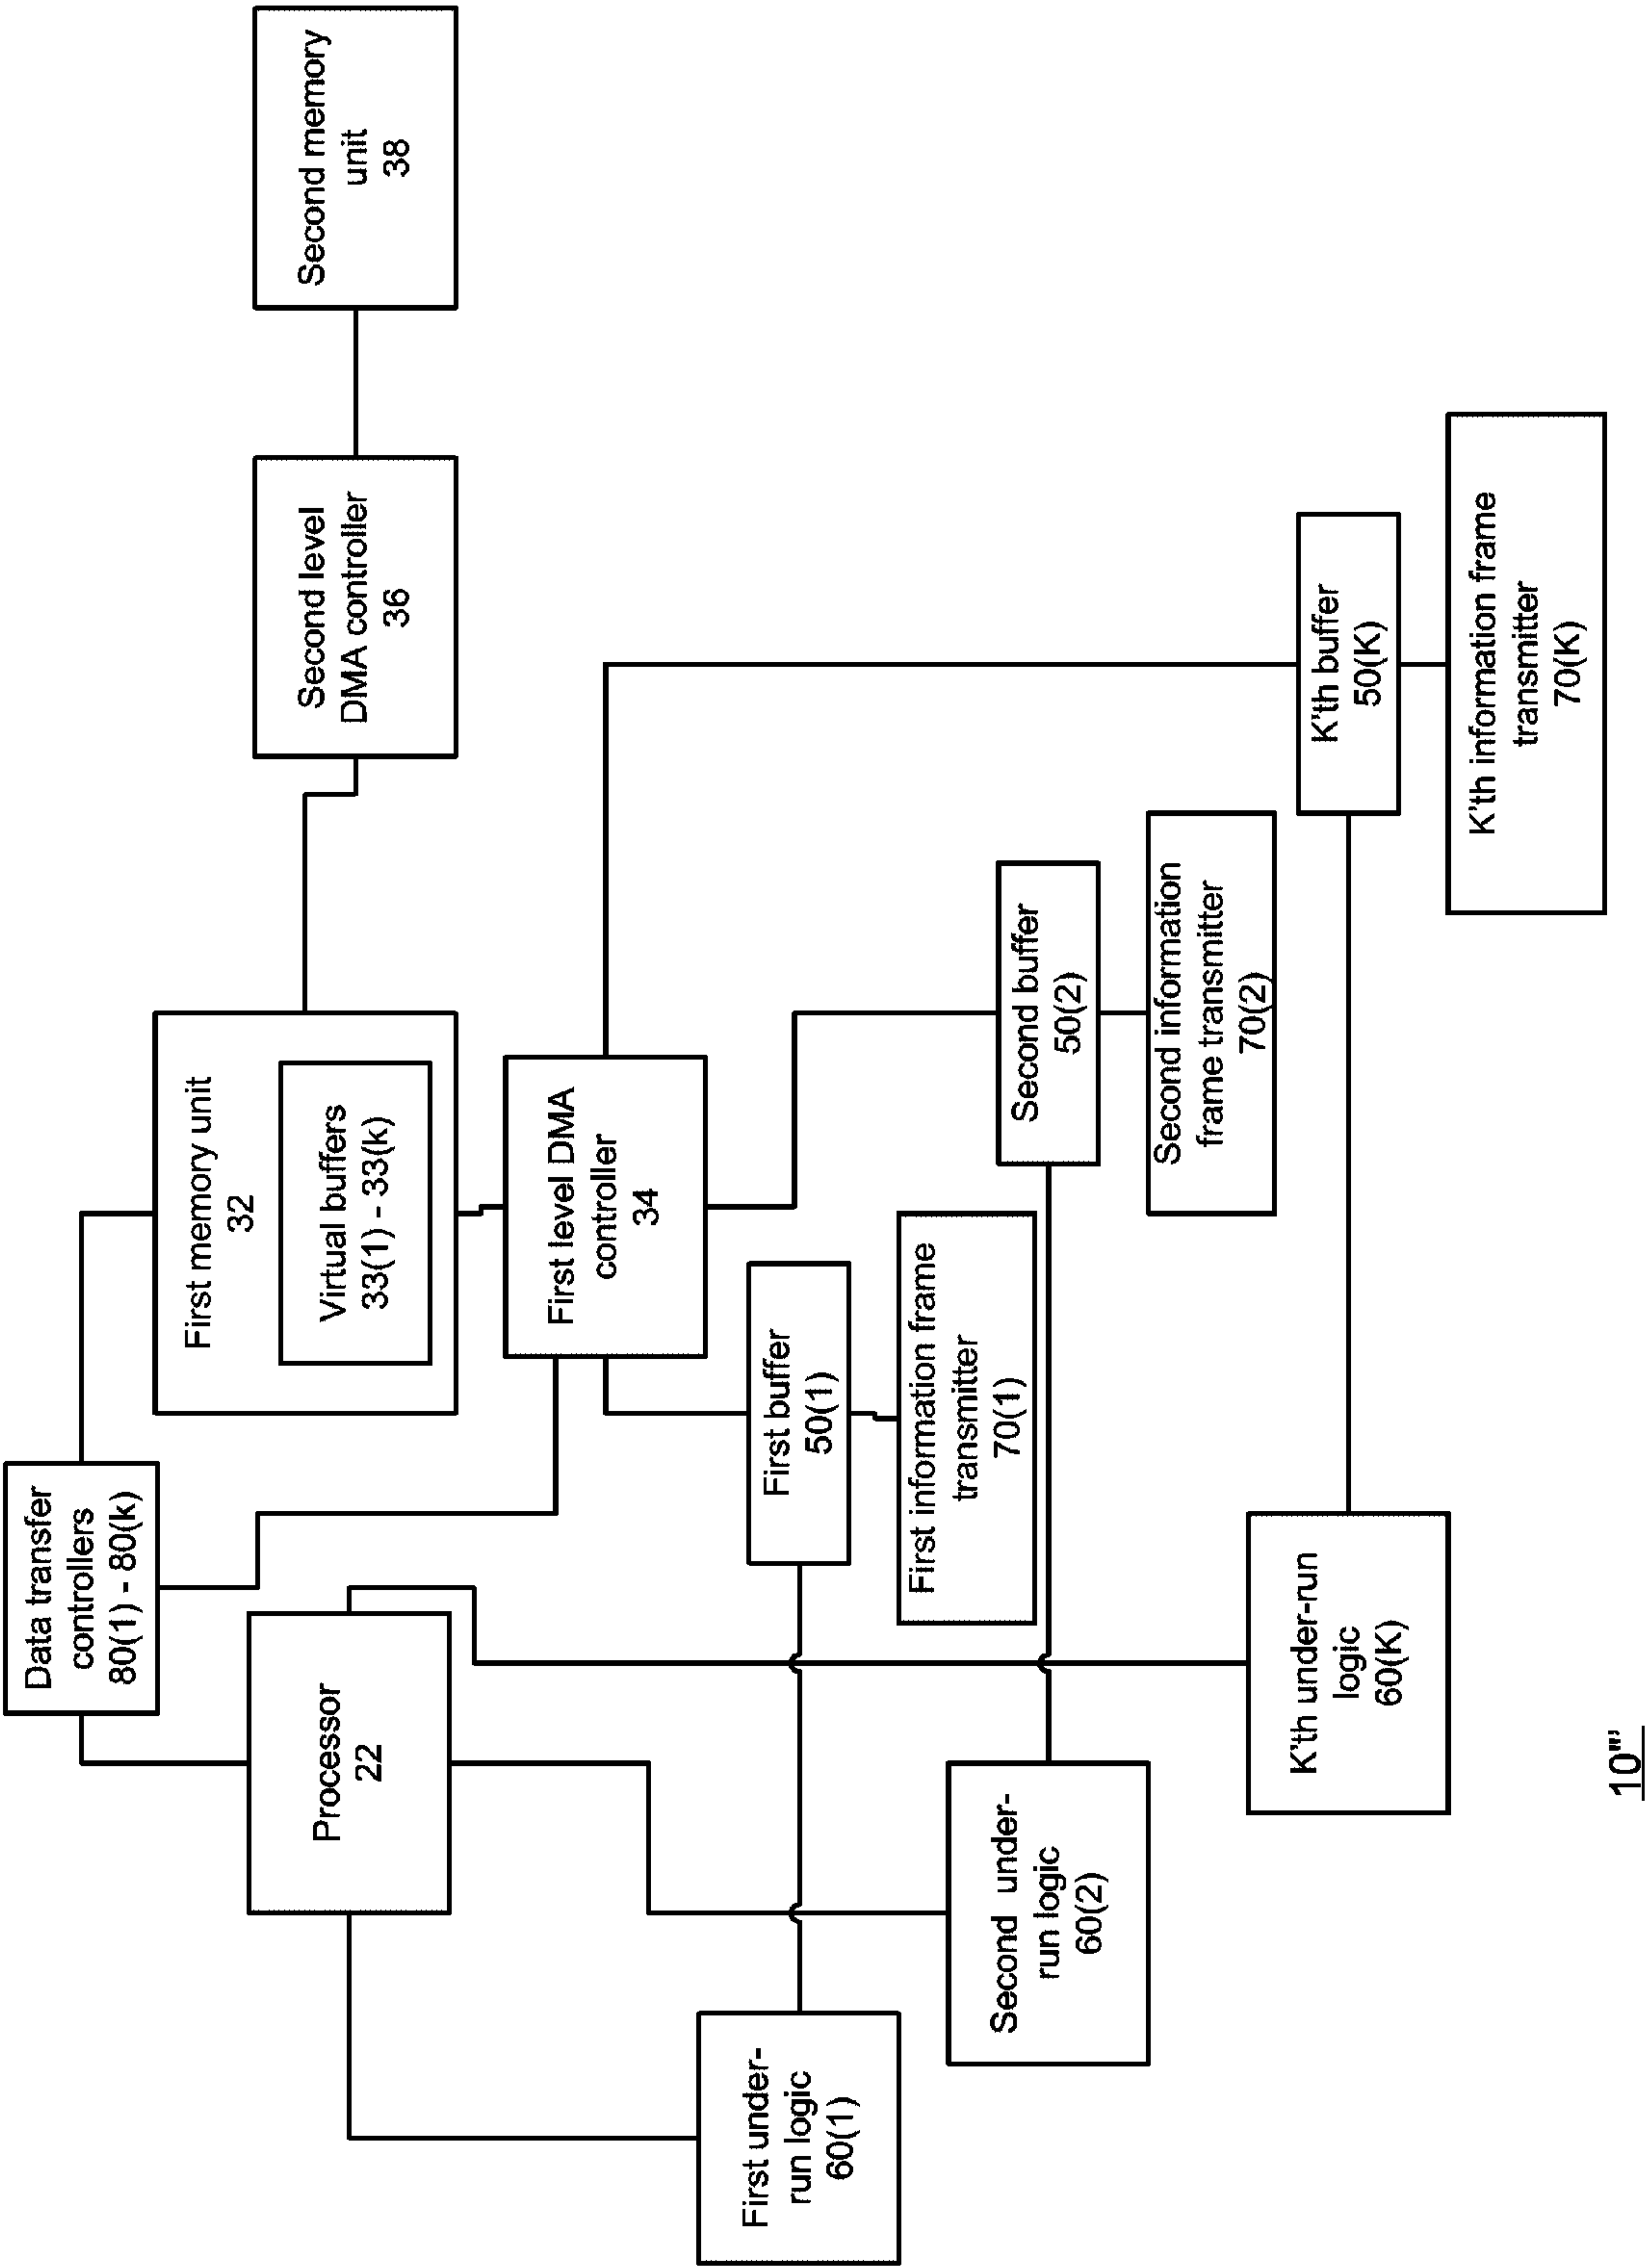 Data transfer
controllers
80(1) - 80(k)
Processor
22
First memory unit
32
Virtual buffers
33(1) - 33(k)
Second level
DMA controller
36
Second memory
unit
38
First level DMA
controller
34
First under-
run logic
60(1)
First buffer
50(1)
First information frame
transmitter
70(1)
Second under-
run logic
60(2)
Second buffer
50(2)
Second information
frame transmitter
70(2)
K'th under-run
logic
60(K)
K'th buffer
50(K)
K'th information frame
transmitter
70(K)
10'''